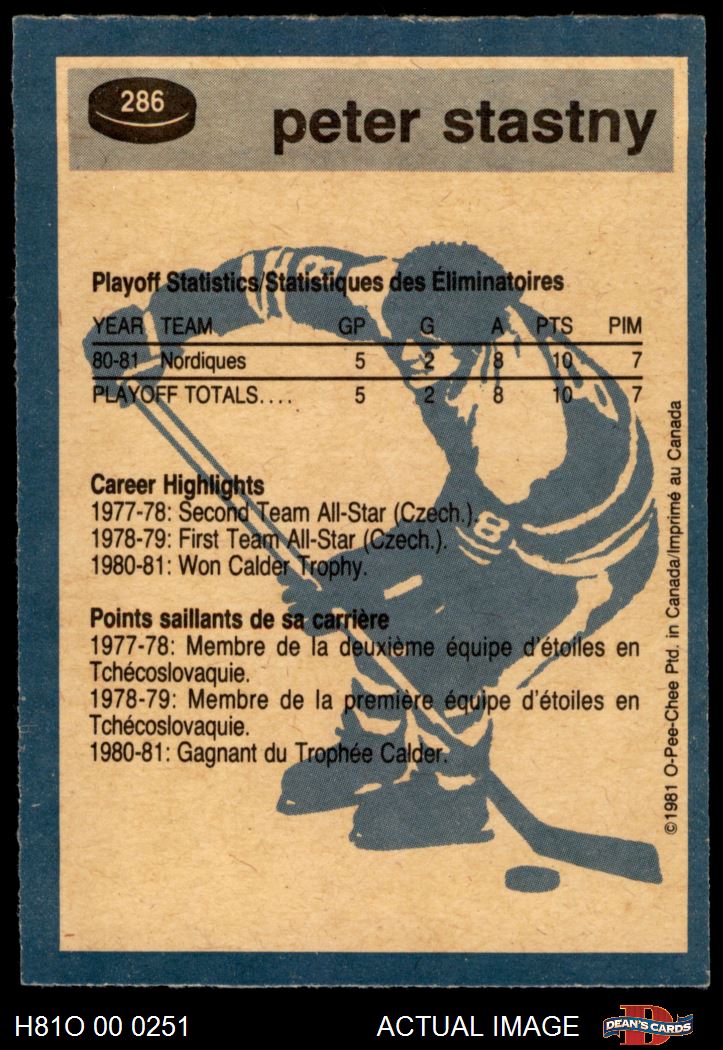 286
peter stastny
Playoff Statistics/Statistiques des Éliminatoires
YEAR TEAM GP G A PTS PIM
80-81 Nordiques 5 2 8 10 7
PLAYOFF TOTALS.... 5 2 8 10 7
Career Highlights
1977-78: Second Team All-Star (Czech.).
1978-79: First Team All-Star (Czech.).
1980-81: Won Calder Trophy.
Points saillants de sa carrière
1977-78: Membre de la deuxième équipe d'étoiles en
Tchécoslovaquie.
1978-79: Membre de la première équipe d'étoiles en
Tchécoslovaquie.
1980-81: Gagnant du Trophée Calder.
8
©1981 O-Pee-Chee Ptd. in Canada/Imprimé au Canada
H81O 00 0251
ACTUAL IMAGE
D
DEAN'S CARDS